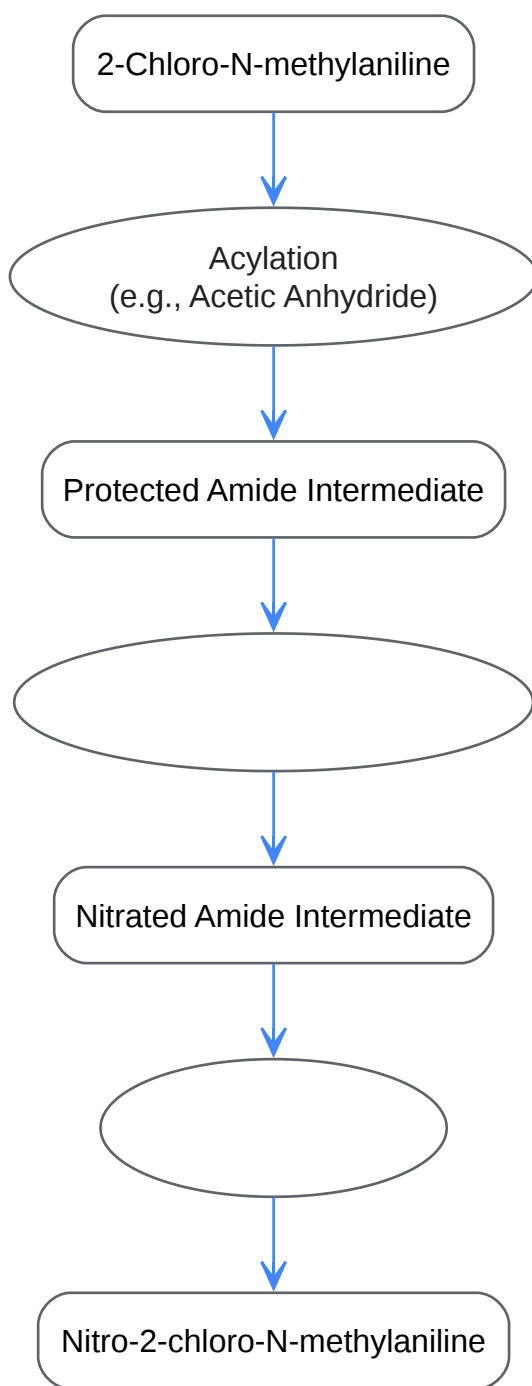 2-Chloro-N-methylaniline
Acylation
(e.g., Acetic Anhydride)
Protected Amide Intermediate
Nitrated Amide Intermediate
Nitro-2-chloro-N-methylaniline